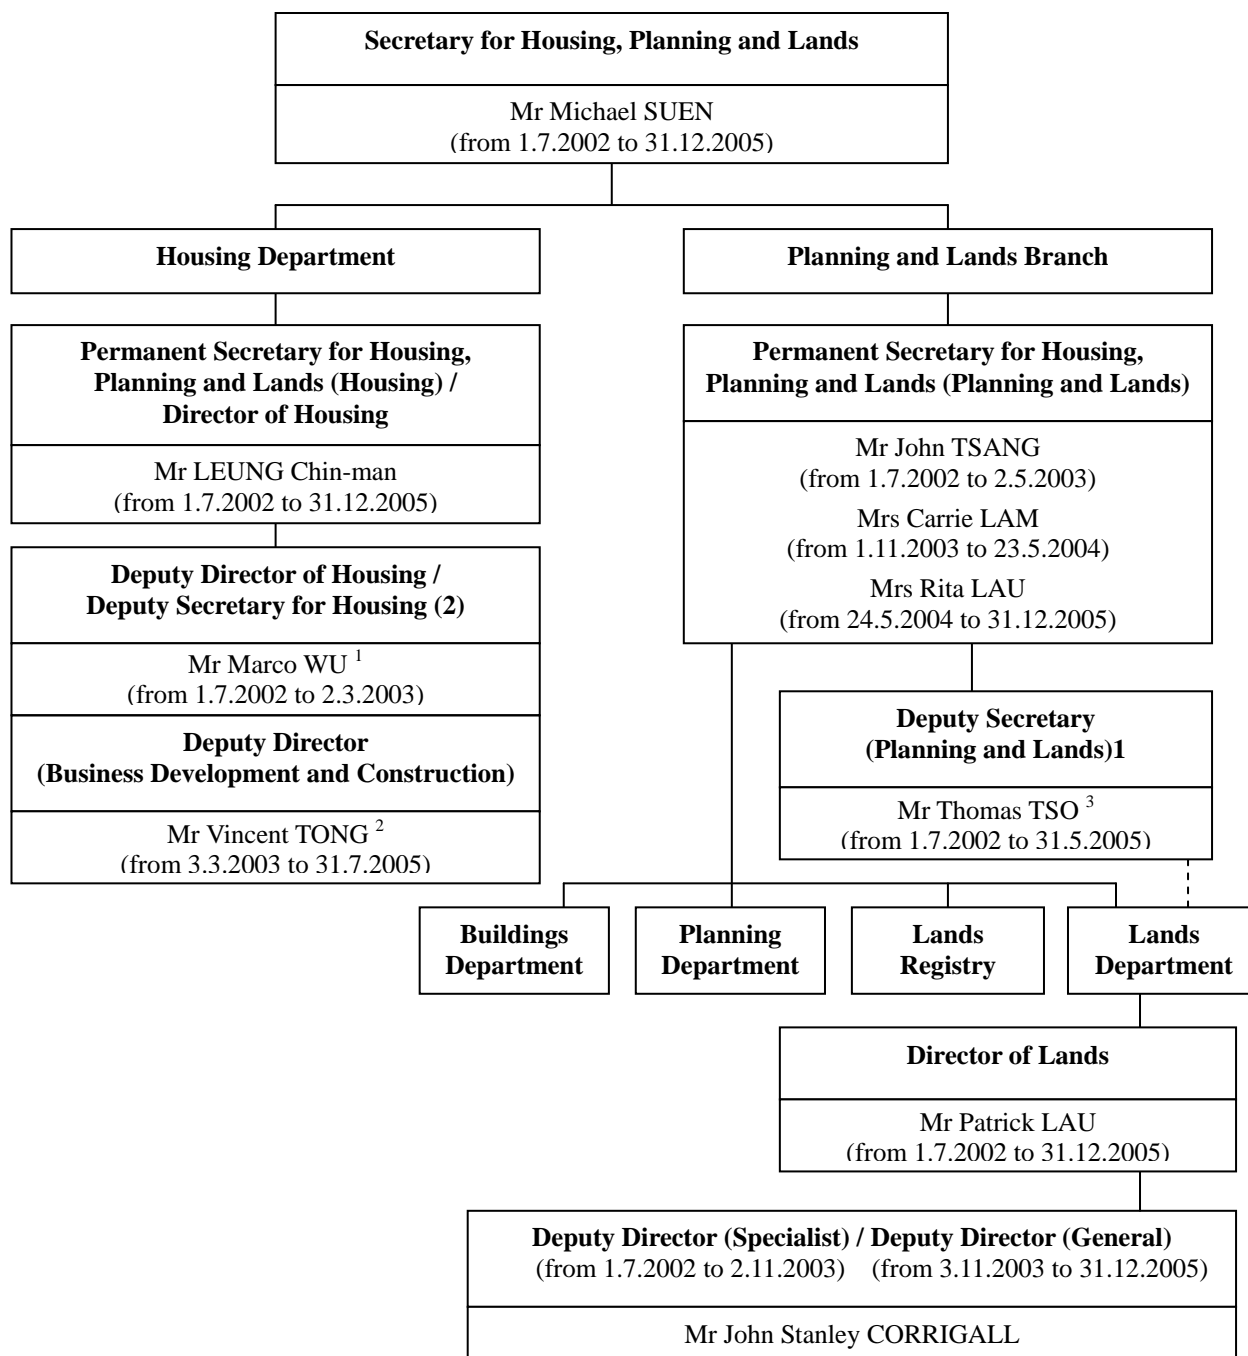 Secretary for Housing, Planning and Lands
Mr Michael SUEN
(from 1.7.2002 to 31.12.2005)
Housing Department
Planning and Lands Branch
Permanent Secretary for Housing,
Planning and Lands (Housing) /
Director of Housing
Mr LEUNG Chin-man
(from 1.7.2002 to 31.12.2005)
Deputy Director of Housing /
Deputy Secretary for Housing (2)
Mr Marco WU 1
(from 1.7.2002 to 2.3.2003)
Deputy Director
(Business Development and Construction)
Mr Vincent TONG 2
(from 3.3.2003 to 31.7.2005)
Permanent Secretary for Housing,
Planning and Lands (Planning and Lands)
Mr John TSANG
(from 1.7.2002 to 2.5.2003)
Mrs Carrie LAM
(from 1.11.2003 to 23.5.2004)
Mrs Rita LAU
(from 24.5.2004 to 31.12.2005)
Deputy Secretary
(Planning and Lands)1
Mr Thomas TSO 3
(from 1.7.2002 to 31.5.2005)
Buildings
Department
Planning
Department
Lands
Registry
Lands
Department
Director of Lands
Mr Patrick LAU
(from 1.7.2002 to 31.12.2005)
Deputy Director (Specialist) / Deputy Director (General)
(from 1.7.2002 to 2.11.2003) (from 3.11.2003 to 31.12.2005)
Mr John Stanley CORRIGALL